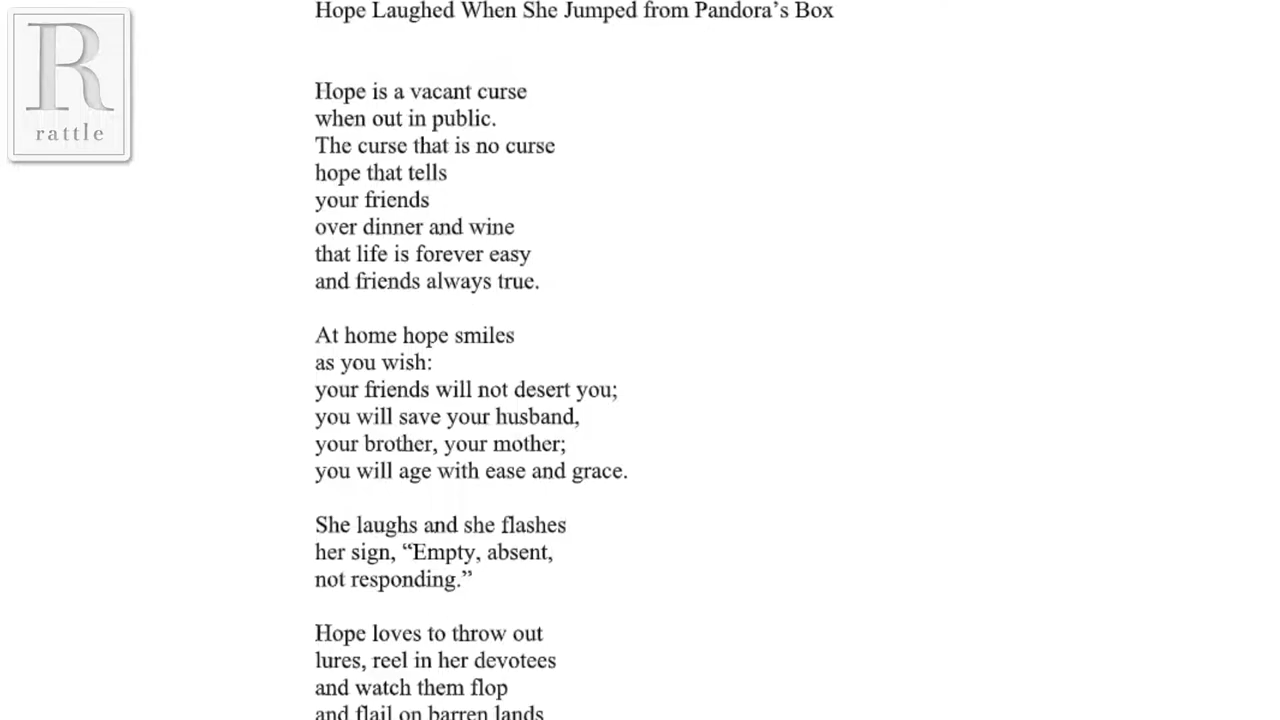 Hope Laughed When She Jumped from Pandora’s Box
R
rattle
Hope is a vacant curse
when out in public.
The curse that is no curse
hope that tells
your friends
over dinner and wine
that life is forever easy
and friends always true.
At home hope smiles
as you wish:
your friends will not desert you;
you will save your husband,
your brother, your mother;
you will age with ease and grace.
She laughs and she flashes
her sign, “Empty, absent,
not responding.”
Hope loves to throw out
lures, reel in her devotees
and watch them flop
and flail on barren lands